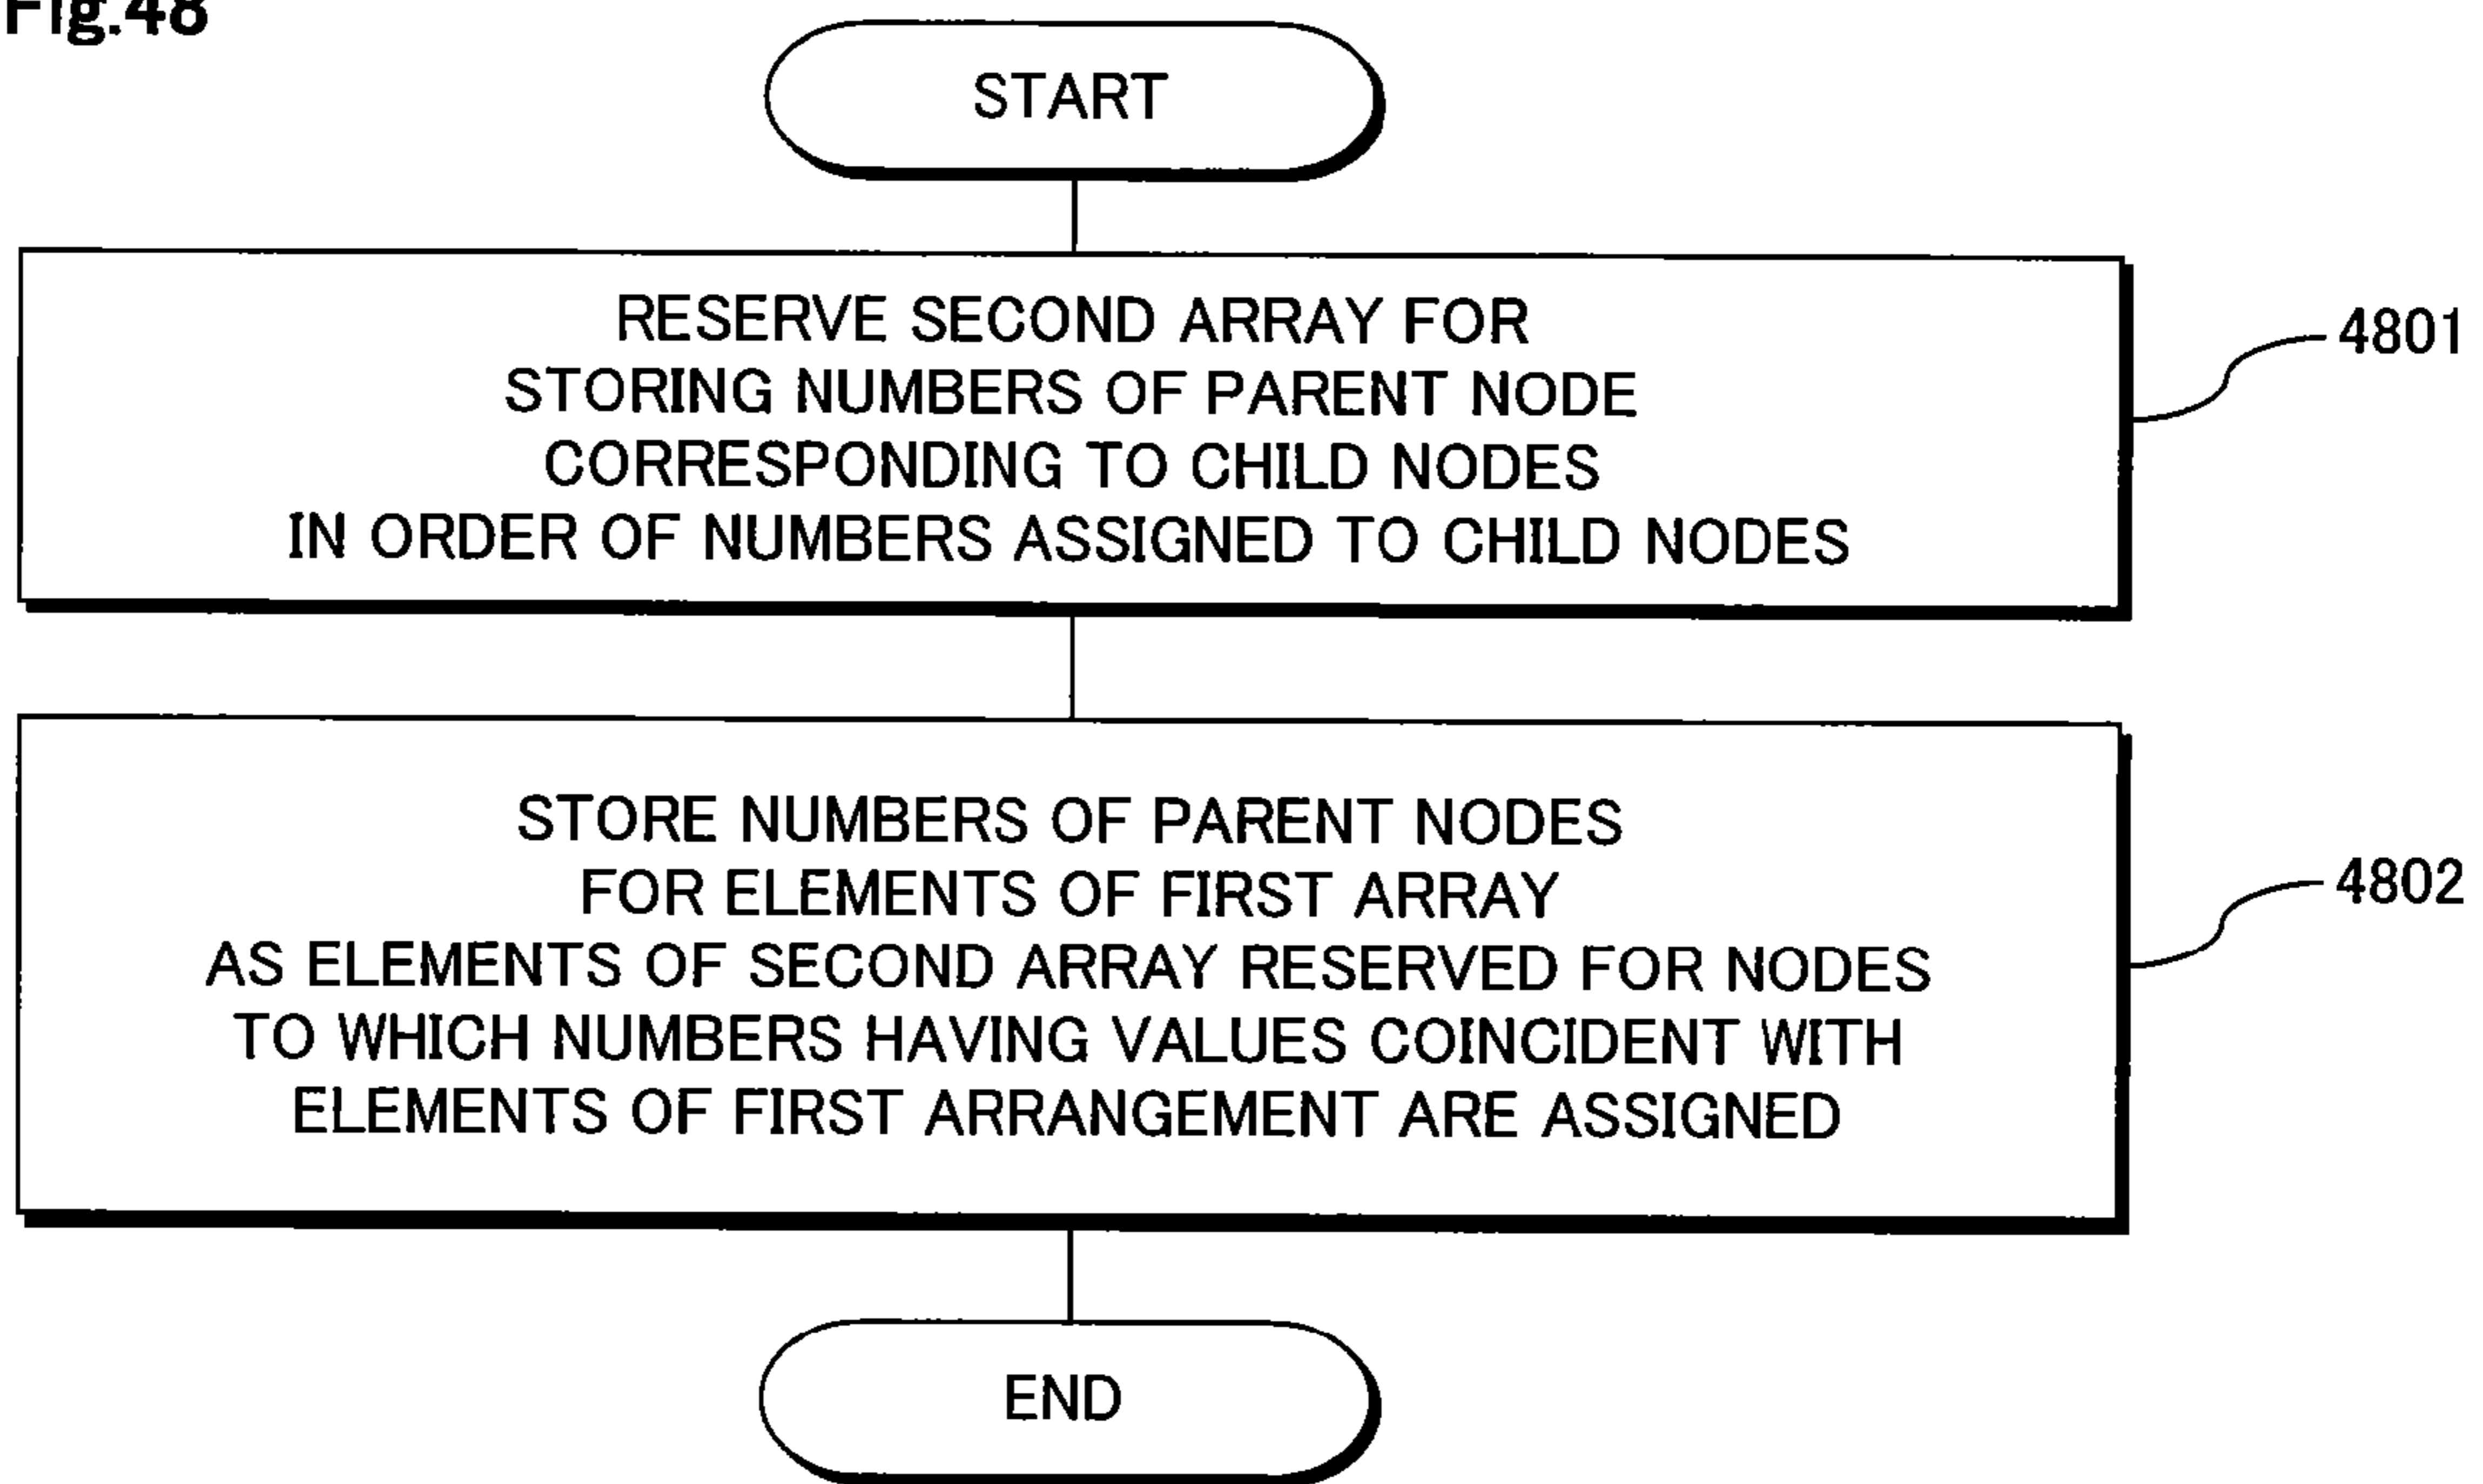 Fig.48
START
RESERVE SECOND ARRAY FOR
STORING NUMBERS OF PARENT NODE
CORRESPONDING TO CHILD NODES
IN ORDER OF NUMBERS ASSIGNED TO CHILD NODES
4801
STORE NUMBERS OF PARENT NODES
FOR ELEMENTS OF FIRST ARRAY
AS ELEMENTS OF SECOND ARRAY RESERVED FOR NODES
TO WHICH NUMBERS HAVING VALUES COINCIDENT WITH
ELEMENTS OF FIRST ARRANGEMENT ARE ASSIGNED
4802
END